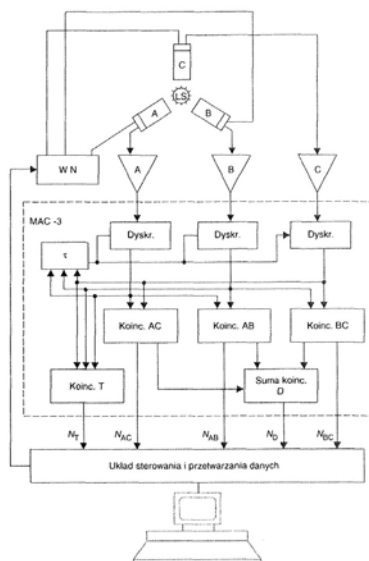 C
LS
A
B
W N
A
B
C
MAC -3
Dyskr.
Dyskr.
Dyskr.
τ
Koinc. AC
Koinc. AB
Koinc. BC
Koinc. T
Suma koinc.
D
N_T
N_AC
N_AB
N_D
N_BC
Układ sterowania i przetwarzania danych